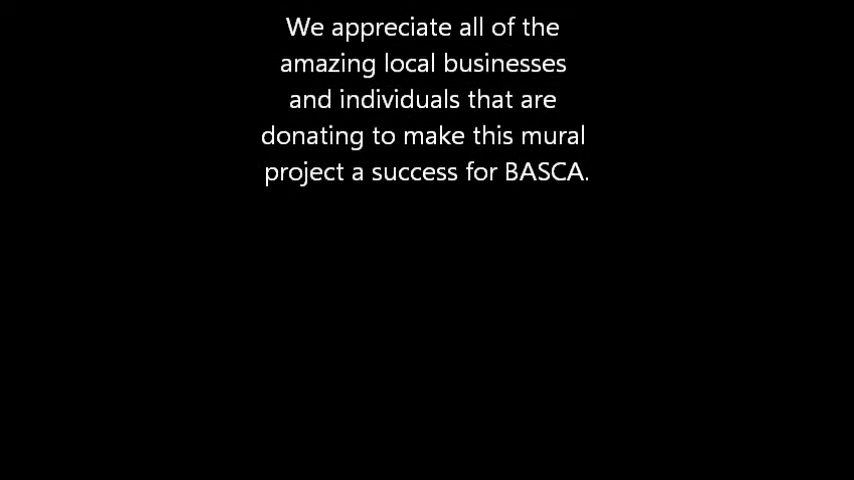 We appreciate all of the
amazing local businesses
and individuals that are
donating to make this mural
project a success for BASCA.